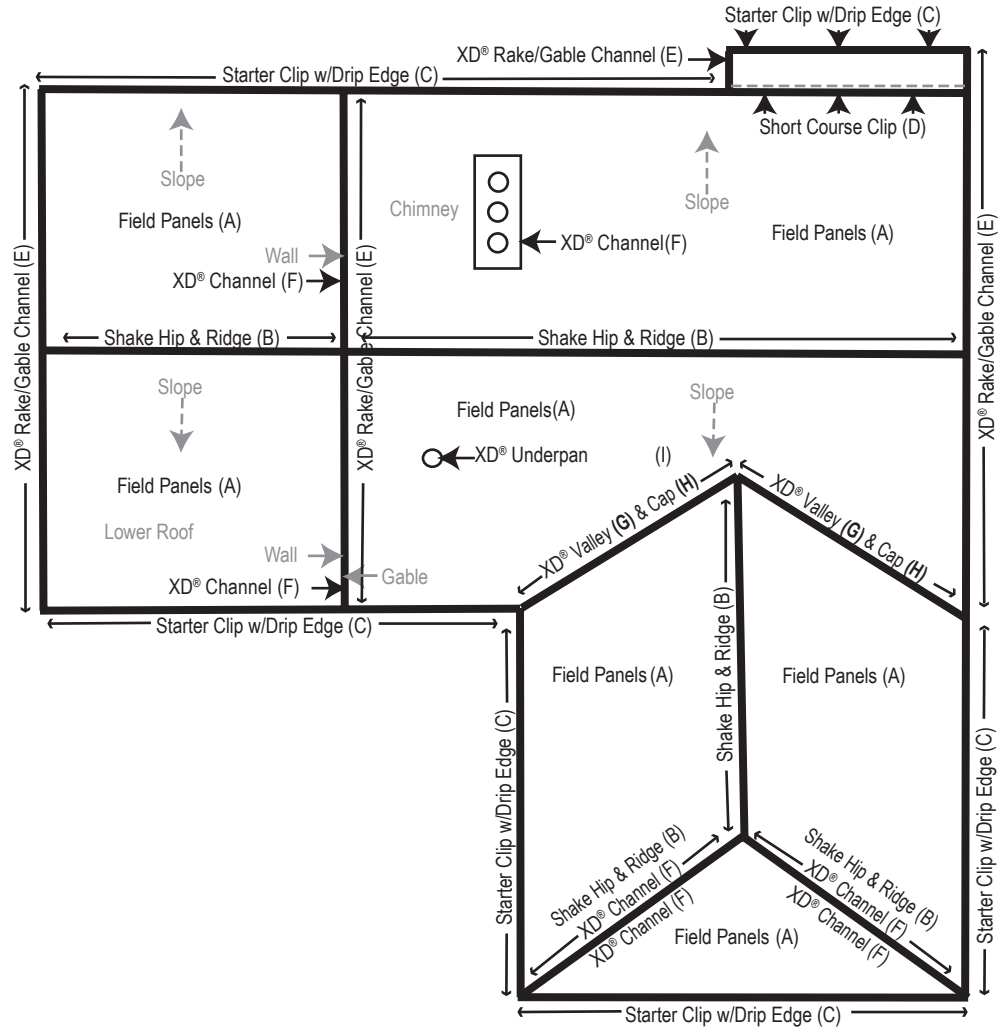 Starter Clip w/Drip Edge (C)
XD® Rake/Gable Channel (E)
Starter Clip w/Drip Edge (C)
Short Course Clip (D)
Slope
Slope
Field Panels (A)
Chimney
XD® Channel(F)
Field Panels (A)
Wall
XD® Channel (F)
XD® Rake/Gable Channel (E)
XD® Rake/Gable Channel (E)
XD® Rake/Gable Channel (E)
Shake Hip & Ridge (B)
Shake Hip & Ridge (B)
Slope
Slope
Field Panels(A)
XD® Underpan
(I)
Field Panels (A)
Lower Roof
XD® Valley (G) & Cap (H)
XD® Valley (G) & Cap (H)
Wall
Gable
XD® Channel (F)
Starter Clip w/Drip Edge (C)
Shake Hip & Ridge (B)
Field Panels (A)
Field Panels (A)
Starter Clip w/Drip Edge (C)
Starter Clip w/Drip Edge (C)
Shake Hip & Ridge (B)
XD® Channel (F)
XD® Channel (F)
Shake Hip & Ridge (B)
XD® Channel (F)
XD® Channel (F)
Field Panels (A)
Starter Clip w/Drip Edge (C)